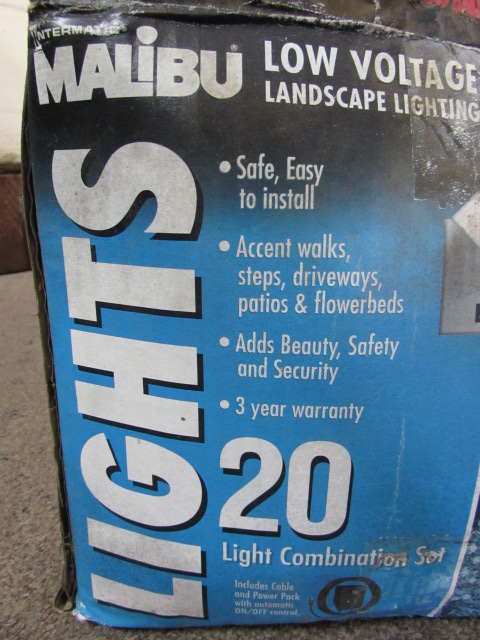 INTERMATIC
MALiBU®
LOW VOLTAGE
LANDSCAPE LIGHTING
LIGHTS
• Safe, Easy
to install
• Accent walks,
steps, driveways,
patios & flowerbeds
• Adds Beauty, Safety
and Security
• 3 year warranty
20
Light Combination Set
Includes Cable
and Power Pack
with automatic
ON/OFF control.